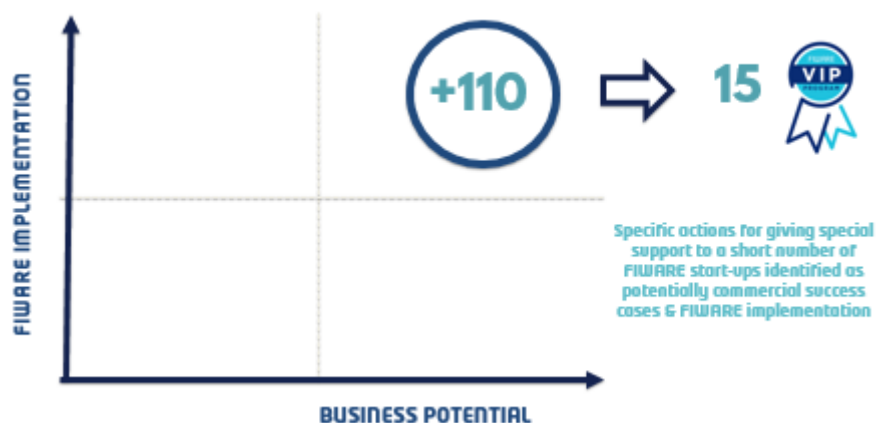 FIWARE IMPLEMENTATION
+110
15
FIWARE
VIP
PROGRAM
Specific actions for giving special
support to a short number of
FIWARE start-ups identified as
potentially commercial success
cases & FIWARE implementation
BUSINESS POTENTIAL